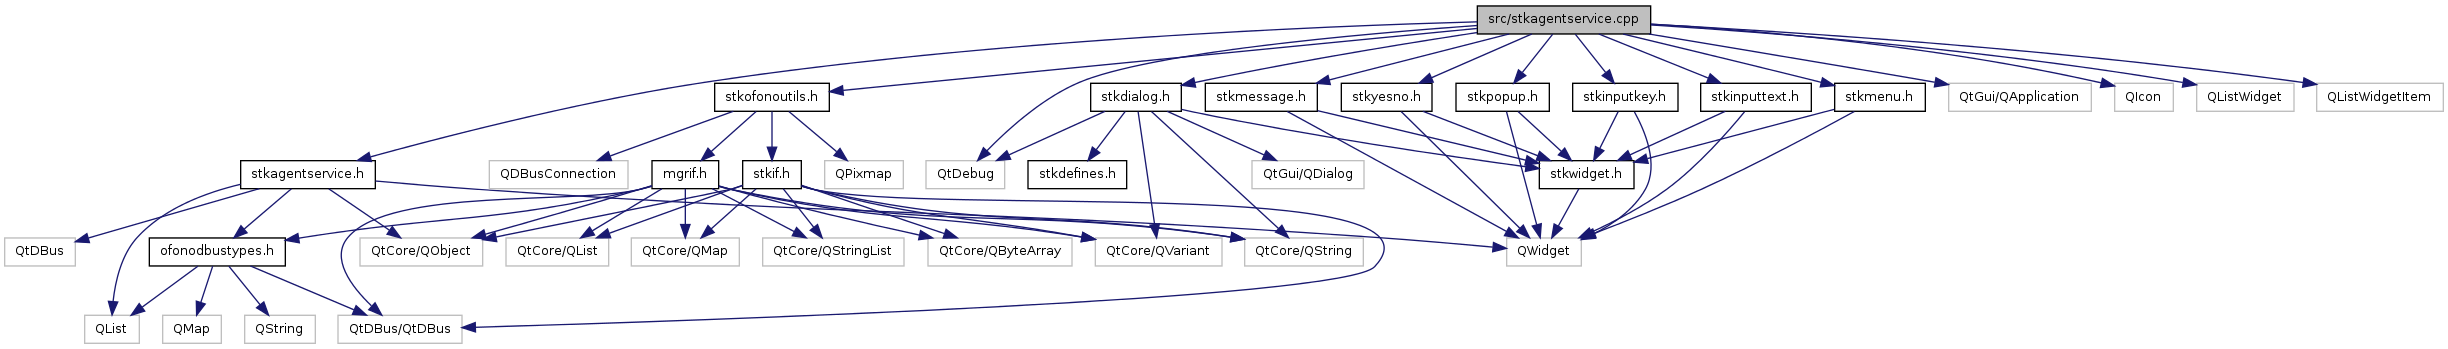 src/stkagentservice.cpp
stkofonoutils.h
stkdialog.h
stkmessage.h
stkyesno.h
stkpopup.h
stkinputkey.h
stkinputtext.h
stkmenu.h
QtGui/QApplication
QIcon
QListWidget
QListWidgetItem
stkagentservice.h
QDBusConnection
mgrif.h
stkif.h
QPixmap
QtDebug
stkdefines.h
QtGui/QDialog
stkwidget.h
QtDBus
ofonodbustypes.h
QtCore/QObject
QtCore/QList
QtCore/QMap
QtCore/QStringList
QtCore/QByteArray
QtCore/QVariant
QtCore/QString
QWidget
QList
QMap
QString
QtDBus/QtDBus